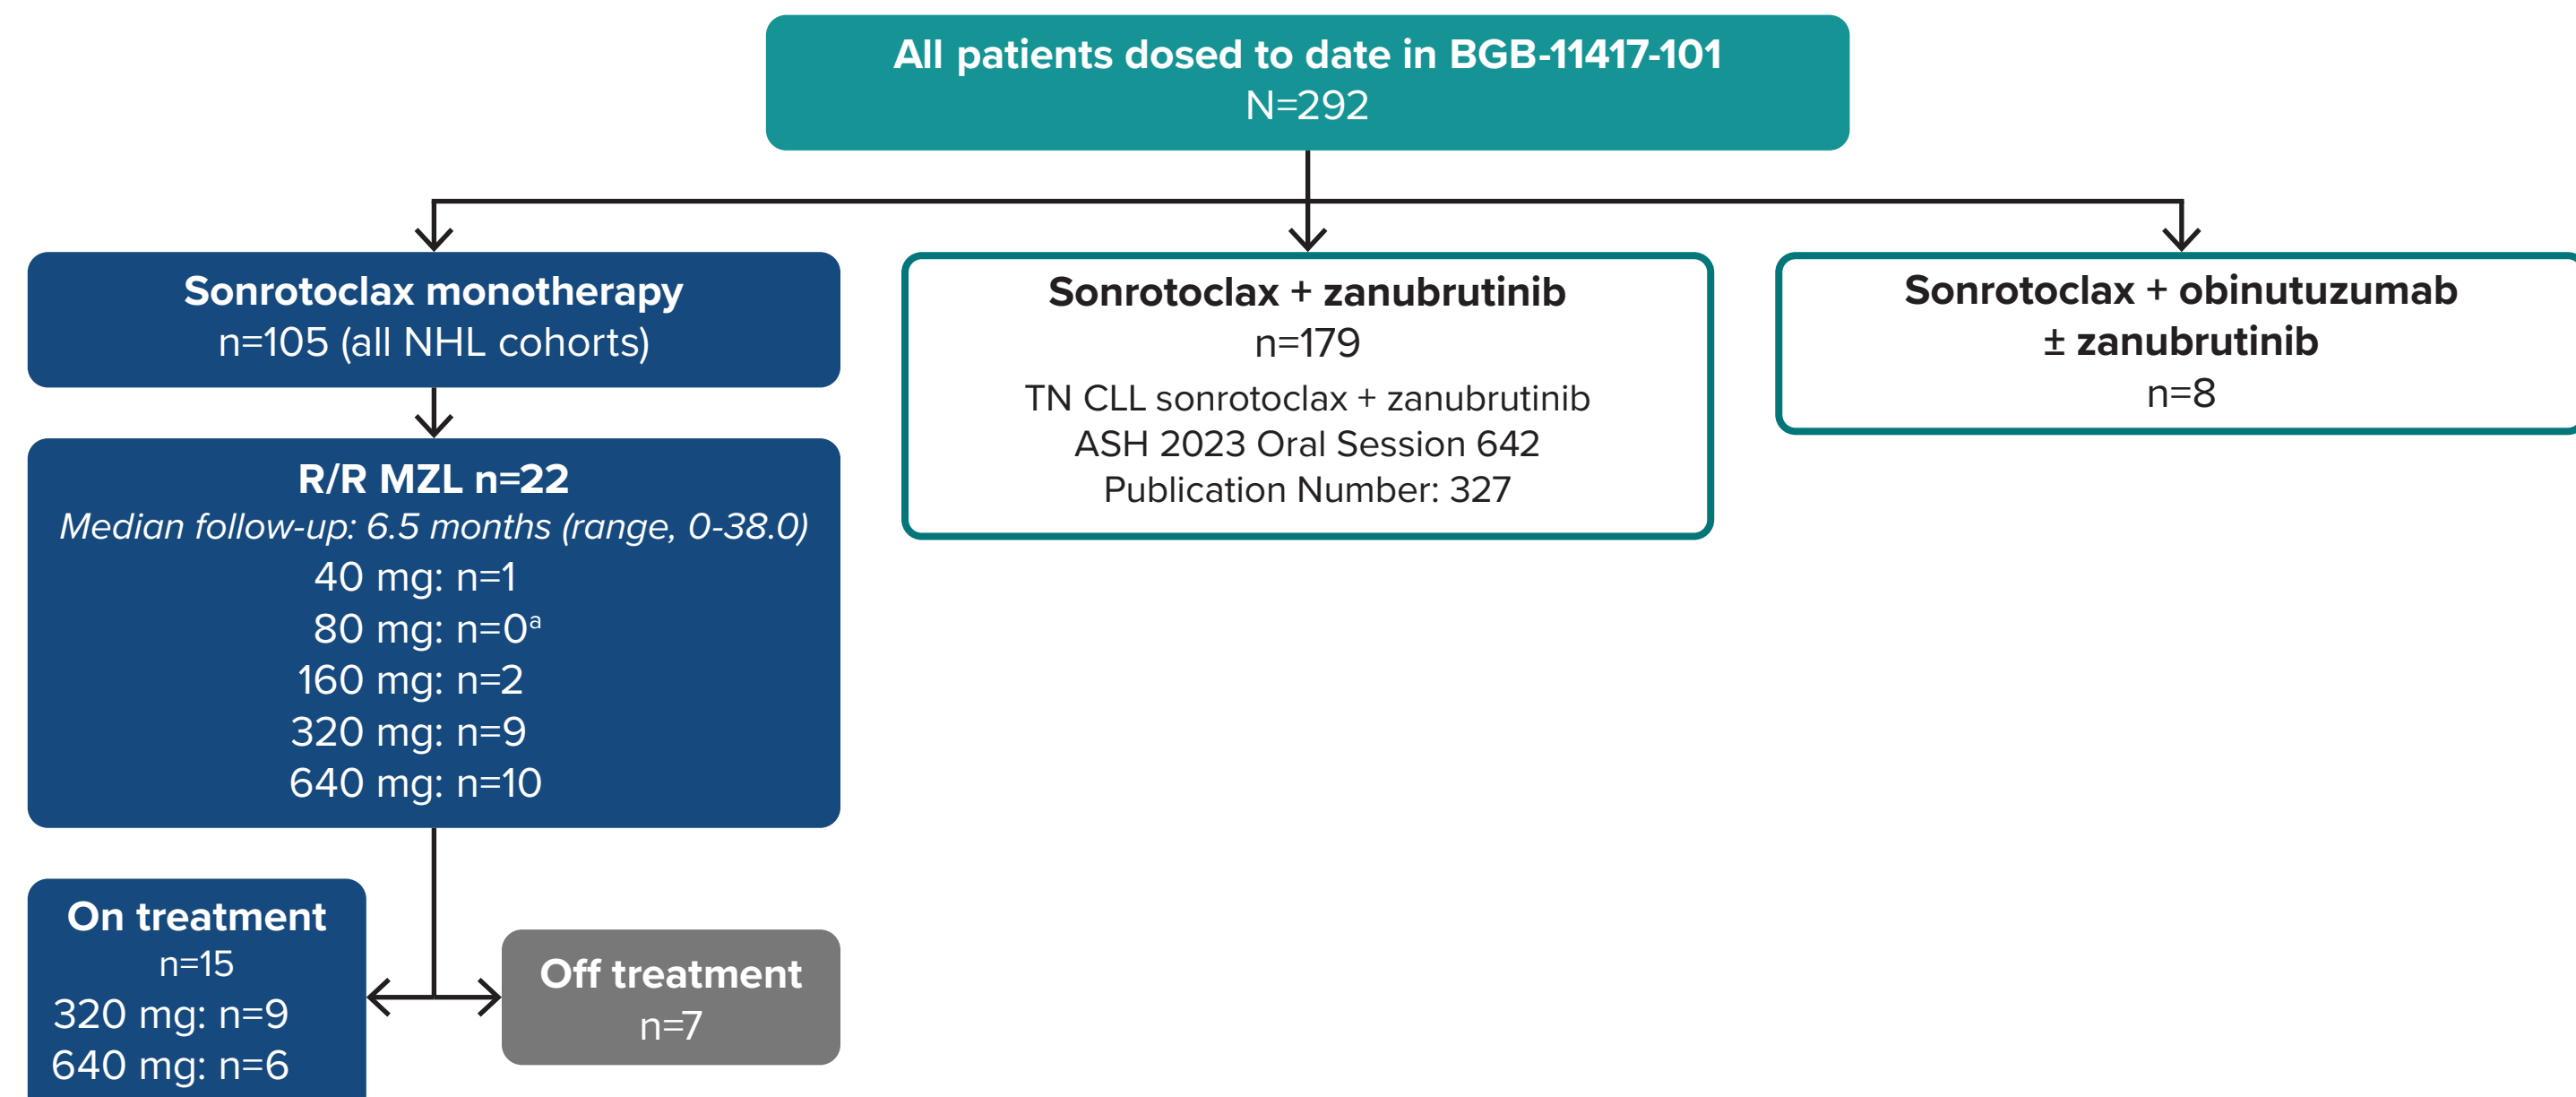 All patients dosed to date in BGB-11417-101
N=292
Sonrotoclax monotherapy
n=105 (all NHL cohorts)
Sonrotoclax + zanubrutinib
n=179
TN CLL sonrotoclax + zanubrutinib
ASH 2023 Oral Session 642
Publication Number: 327
Sonrotoclax + obinutuzumab
± zanubrutinib
n=8
R/R MZL n=22
Median follow-up: 6.5 months (range, 0-38.0)
40 mg: n=1
80 mg: n=0ᵃ
160 mg: n=2
320 mg: n=9
640 mg: n=10
On treatment
n=15
320 mg: n=9
640 mg: n=6
Off treatment
n=7